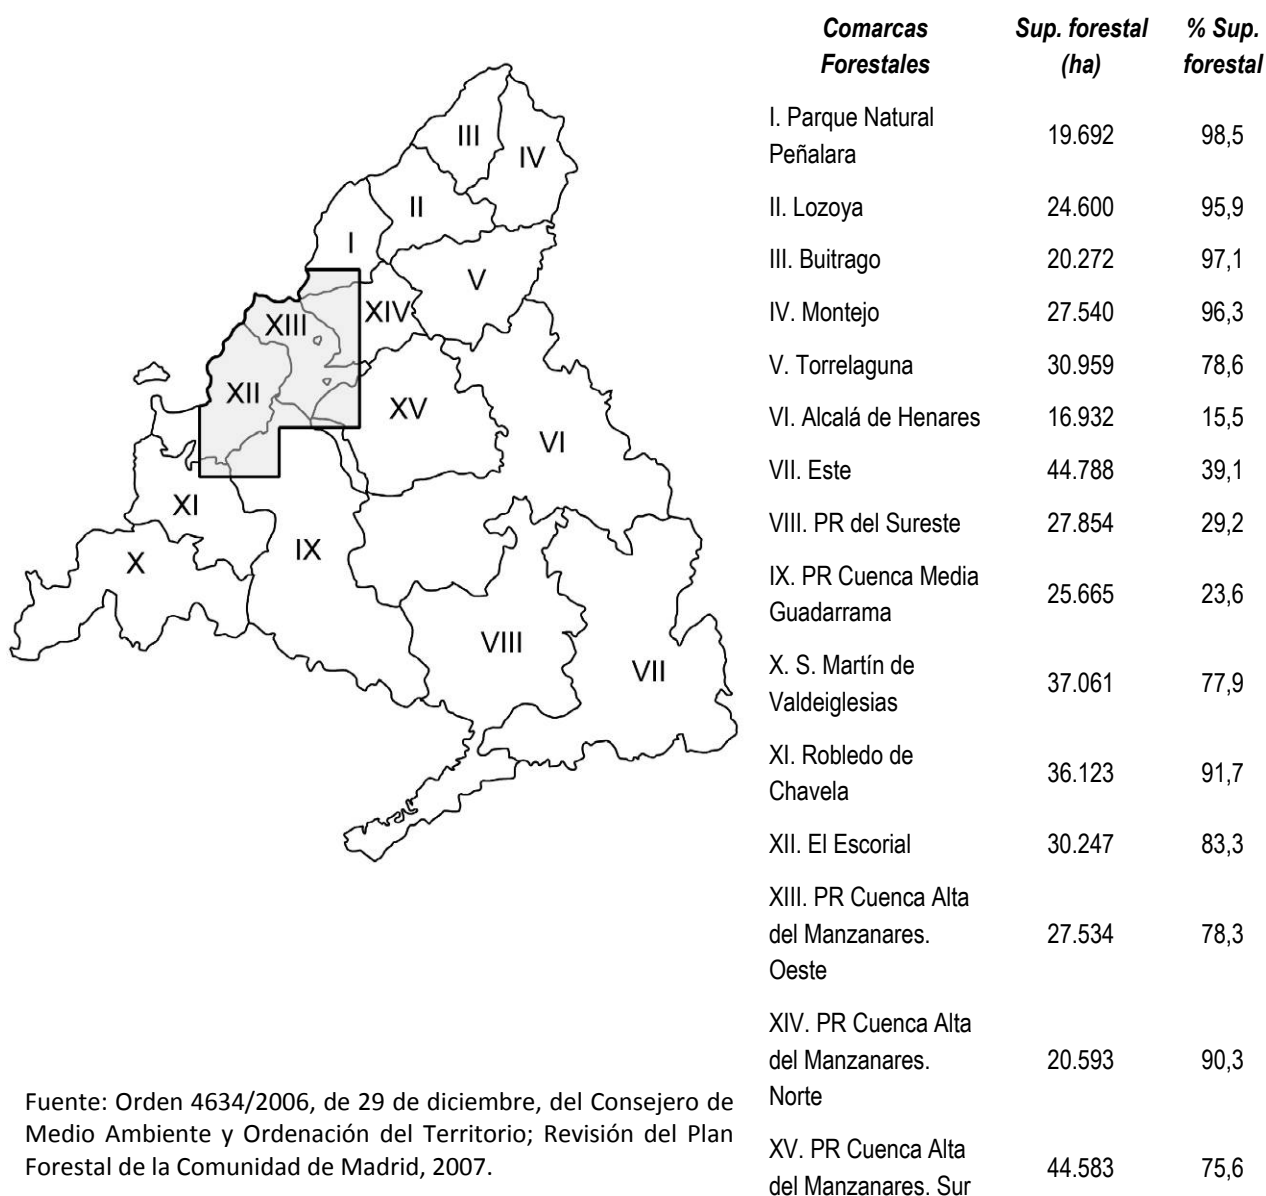 III
IV
II
I
V
XIV
XIII
XII
XV
VI
XI
IX
X
VIII
VII
Fuente: Orden 4634/2006, de 29 de diciembre, del Consejero de
Medio Ambiente y Ordenación del Territorio; Revisión del Plan
Forestal de la Comunidad de Madrid, 2007.
Comarcas Sup. forestal % Sup.
Forestales (ha) forestal
I. Parque Natural
Peñalara 19.692 98,5
II. Lozoya 24.600 95,9
III. Buitrago 20.272 97,1
IV. Montejo 27.540 96,3
V. Torrelaguna 30.959 78,6
VI. Alcalá de Henares 16.932 15,5
VII. Este 44.788 39,1
VIII. PR del Sureste 27.854 29,2
IX. PR Cuenca Media
Guadarrama 25.665 23,6
X. S. Martín de
Valdeiglesias 37.061 77,9
XI. Robledo de
Chavela 36.123 91,7
XII. El Escorial 30.247 83,3
XIII. PR Cuenca Alta
del Manzanares. 27.534 78,3
Oeste
XIV. PR Cuenca Alta
del Manzanares. 20.593 90,3
Norte
XV. PR Cuenca Alta
del Manzanares. Sur 44.583 75,6